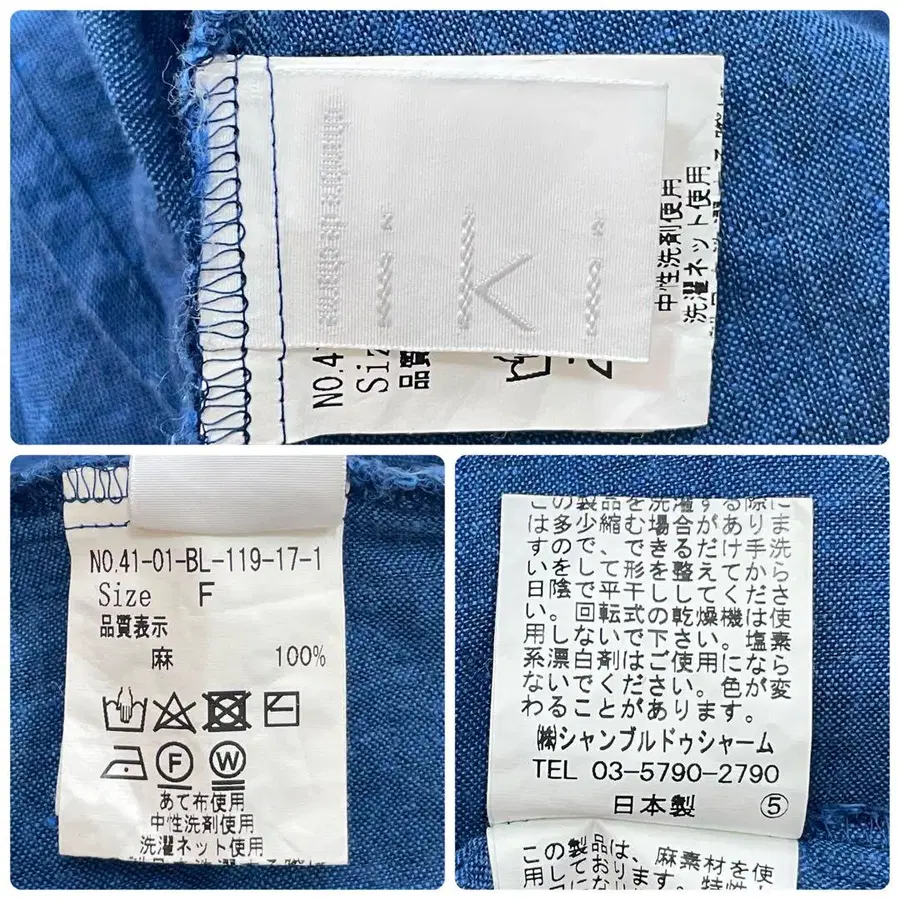 中性洗剤使用
洗濯ネット使用
NO.41
Siz
品質
NO.41-01-BL-119-17-1
Size F
品質表示
麻 100%
F
W
あて布使用
中性洗剤使用
洗濯ネット使用
この製品を洗濯する際に
は多少縮む場合がありま
すので、できるだけ手洗
いをして形を整えてから
日陰で平干ししてくださ
い。回転式の乾燥機は使
用しないで下さい。塩素
系漂白剤はご使用になら
ないでください。色が変
わることがあります。
㈱シャンブルドゥシャーム
TEL 03-5790-2790
日本製 ⑤
この製品は、麻素材を使
用しております。特性